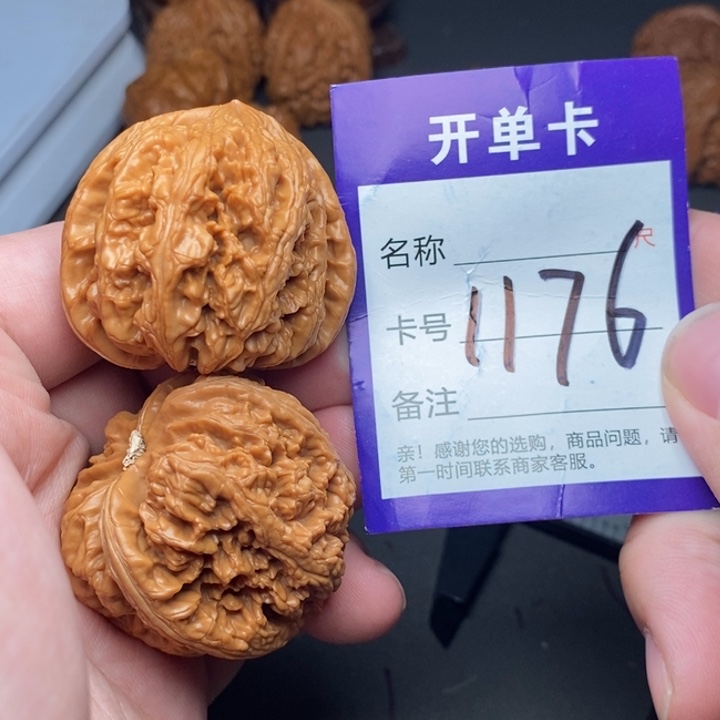 开单卡
名称 尺
卡号 1176
备注
亲！感谢您的选购，商品问题，请
第一时间联系商家客服。